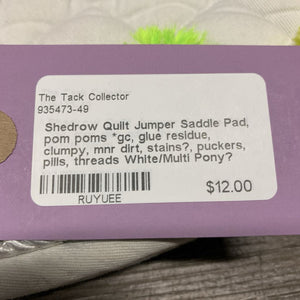 The Tack Collector
935473-49
Shedrow Quilt Jumper Saddle Pad,
pom poms *gc, glue residue,
clumpy, mnr dirt, stains?, puckers,
pills, threads White/Multi Pony?
$12.00
RUYUEE